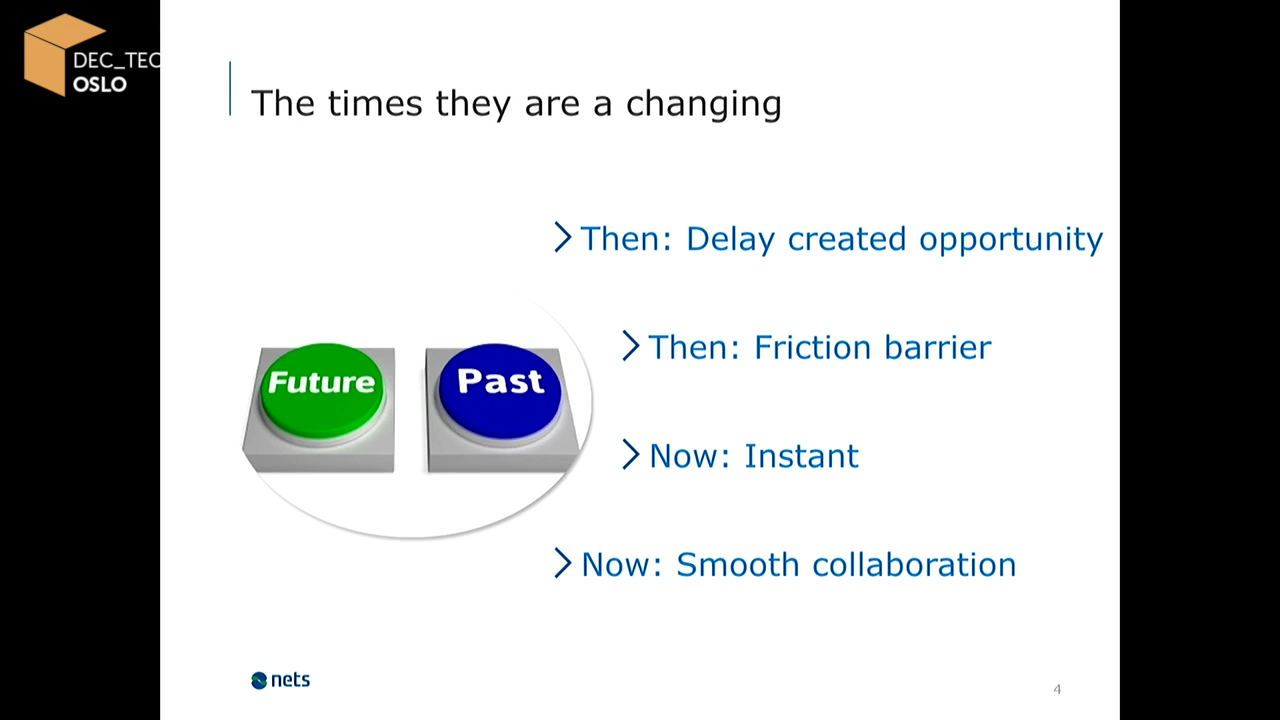 DEC_TEC
OSLO
The times they are a changing
Then: Delay created opportunity
Then: Friction barrier
Future
Past
Now: Instant
Now: Smooth collaboration
nets
4